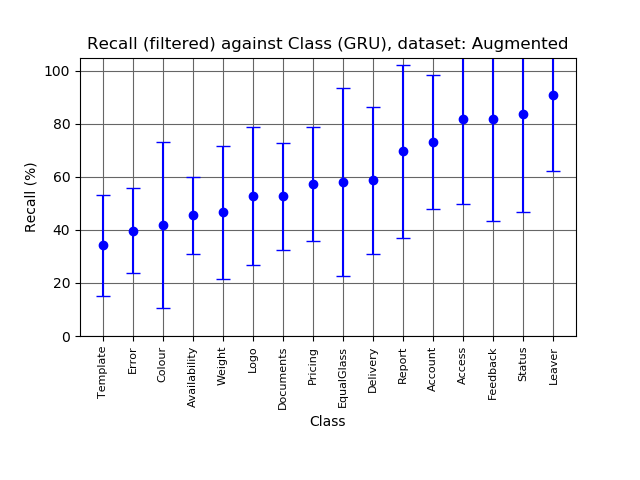 Recall (filtered) against Class (GRU), dataset: Augmented
100
80
60
40
20
0
Recall (%)
Template
Error
Colour
Availability
Weight
Logo
Documents
Pricing
EqualGlass
Delivery
Report
Account
Access
Feedback
Status
Leaver
Class